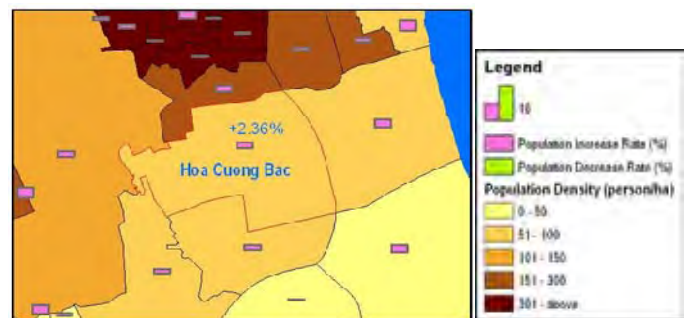 +2.36%
Hoa Cuong Bac
Legend
10
Population Increase Rate (%)
Population Decrease Rate (%)
Population Density (person/ha)
0 - 50
51 - 100
101 - 150
151 - 300
301 - above